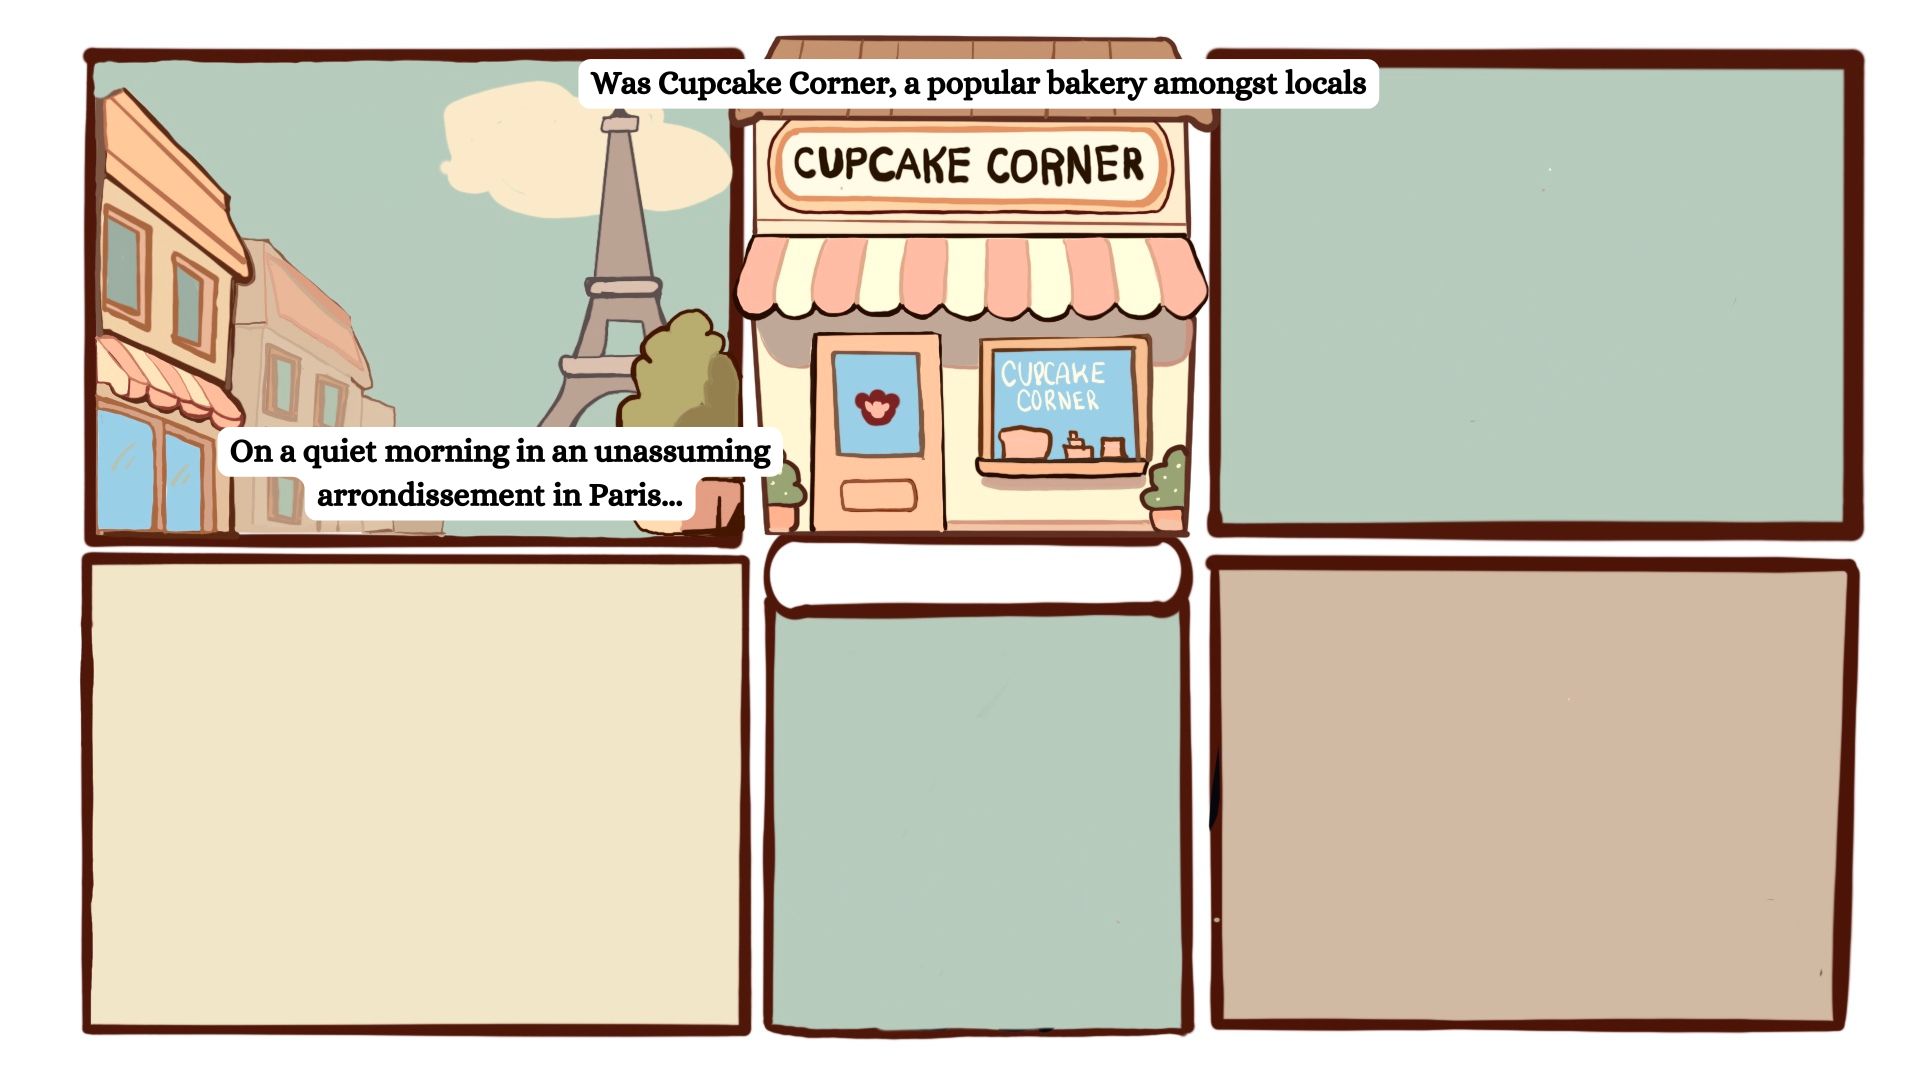 On a quiet morning in an unassuming
arrondissement in Paris...
Was Cupcake Corner, a popular bakery amongst locals
CUPCAKE CORNER
CUPCAKE
CORNER